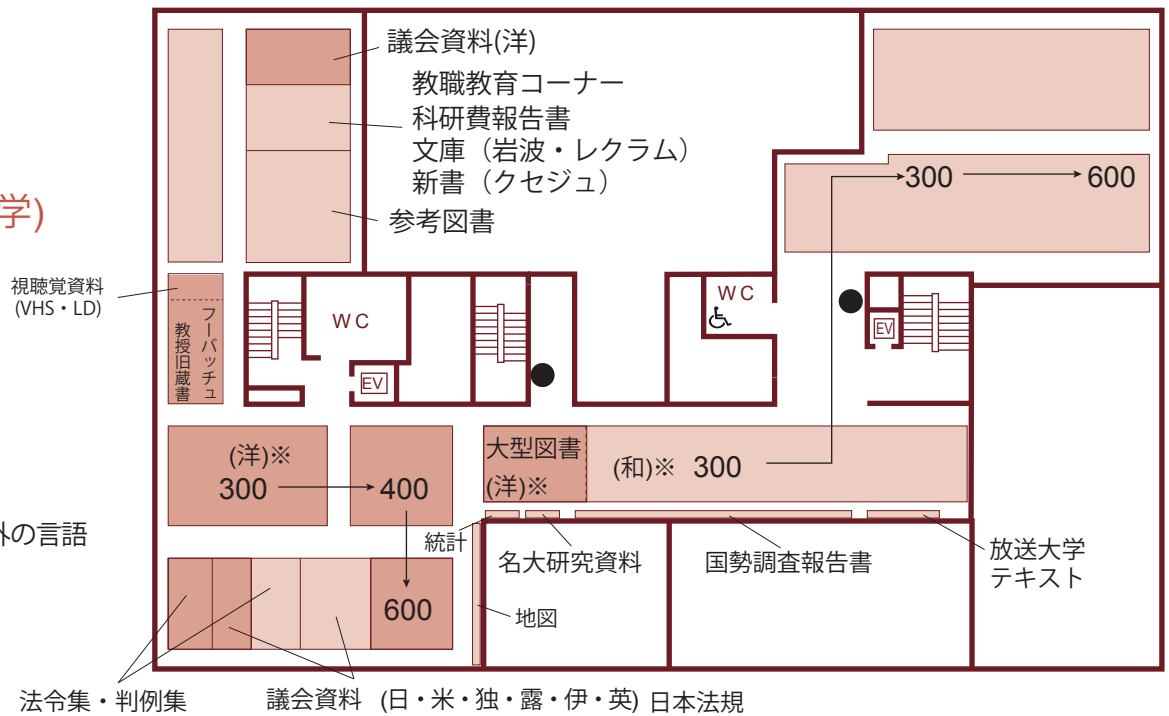 議会資料(洋)
教職教育コーナー
科研費報告書
文庫（岩波・レクラム）
新書（クセジュ）
参考図書
学)
300
600
視聴覚資料
(VHS・LD)
フーバッチュ
教授旧蔵書
WC
EV
WC
EV
(洋)※
300
400
大型図書
(洋)※
(和)※ 300
外の言語
統計
名大研究資料
国勢調査報告書
放送大学
テキスト
600
地図
法令集・判例集
議会資料 (日・米・独・露・伊・英)
日本法規